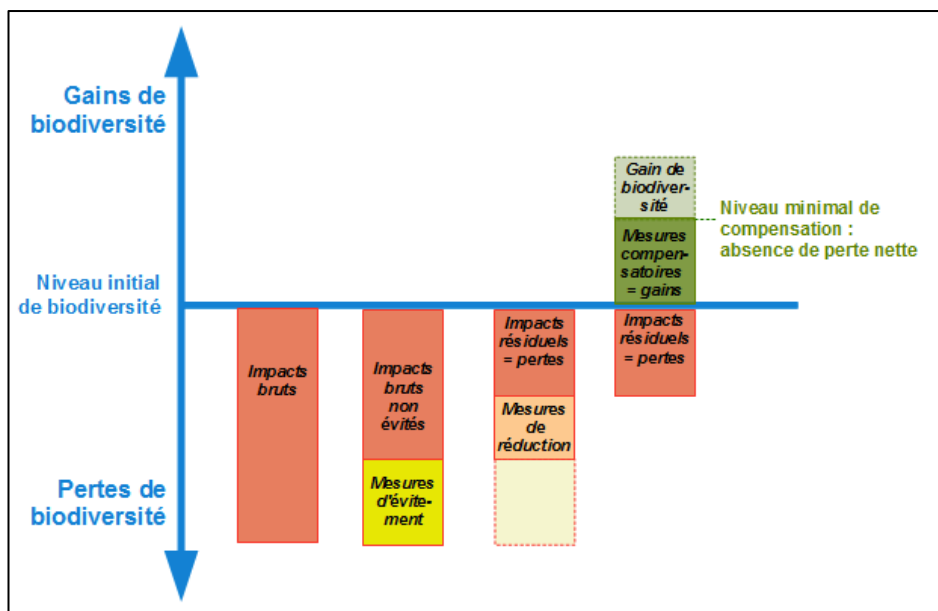 Gains de
biodiversité
Niveau initial
de biodiversité
Pertes de
biodiversité
Impacts
bruts
Impacts
bruts
non
évités
Mesures
d'évite-
ment
Impacts
résiduels
= pertes
Mesures
de
réduction
Gain de
biodiver-
sité
Mesures
compen-
satoires
= gains
Impacts
résiduels
= pertes
Niveau minimal de
compensation :
absence de perte nette